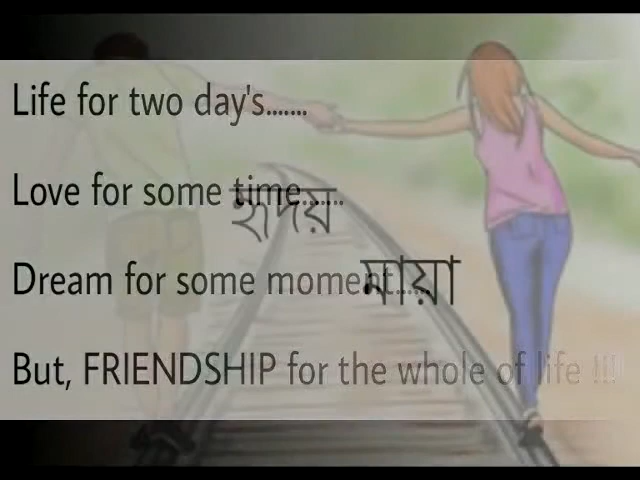 Life for two day's.......
Love for some time.......
হৃদয়
Dream for some moment.....
মায়া
But, FRIENDSHIP for the whole of life !!!